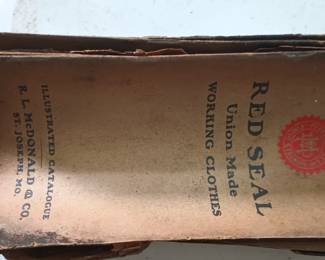 RED SEAL
Union Made
WORKING CLOTHES
ILLUSTRATED CATALOGUE
R. L. McDONALD & CO.
ST. JOSEPH, MO.